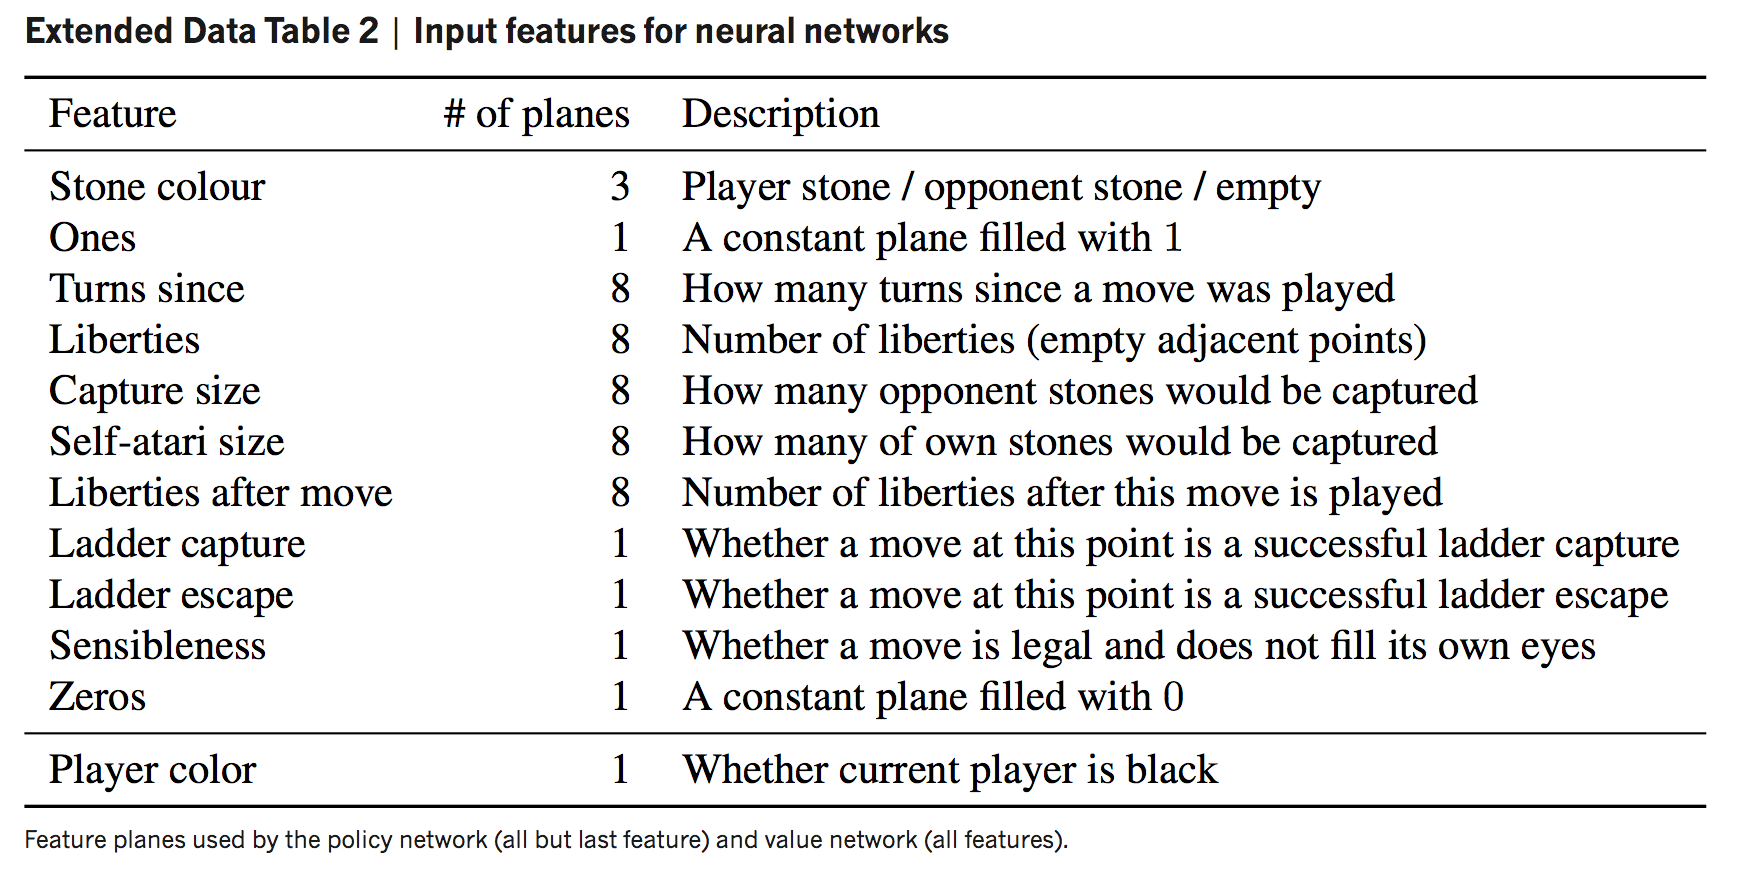 Extended Data Table 2 | Input features for neural networks
Feature # of planes Description
Stone colour 3 Player stone / opponent stone / empty
Ones 1 A constant plane filled with 1
Turns since 8 How many turns since a move was played
Liberties 8 Number of liberties (empty adjacent points)
Capture size 8 How many opponent stones would be captured
Self-atari size 8 How many of own stones would be captured
Liberties after move 8 Number of liberties after this move is played
Ladder capture 1 Whether a move at this point is a successful ladder capture
Ladder escape 1 Whether a move at this point is a successful ladder escape
Sensibleness 1 Whether a move is legal and does not fill its own eyes
Zeros 1 A constant plane filled with 0
Player color 1 Whether current player is black
Feature planes used by the policy network (all but last feature) and value network (all features).